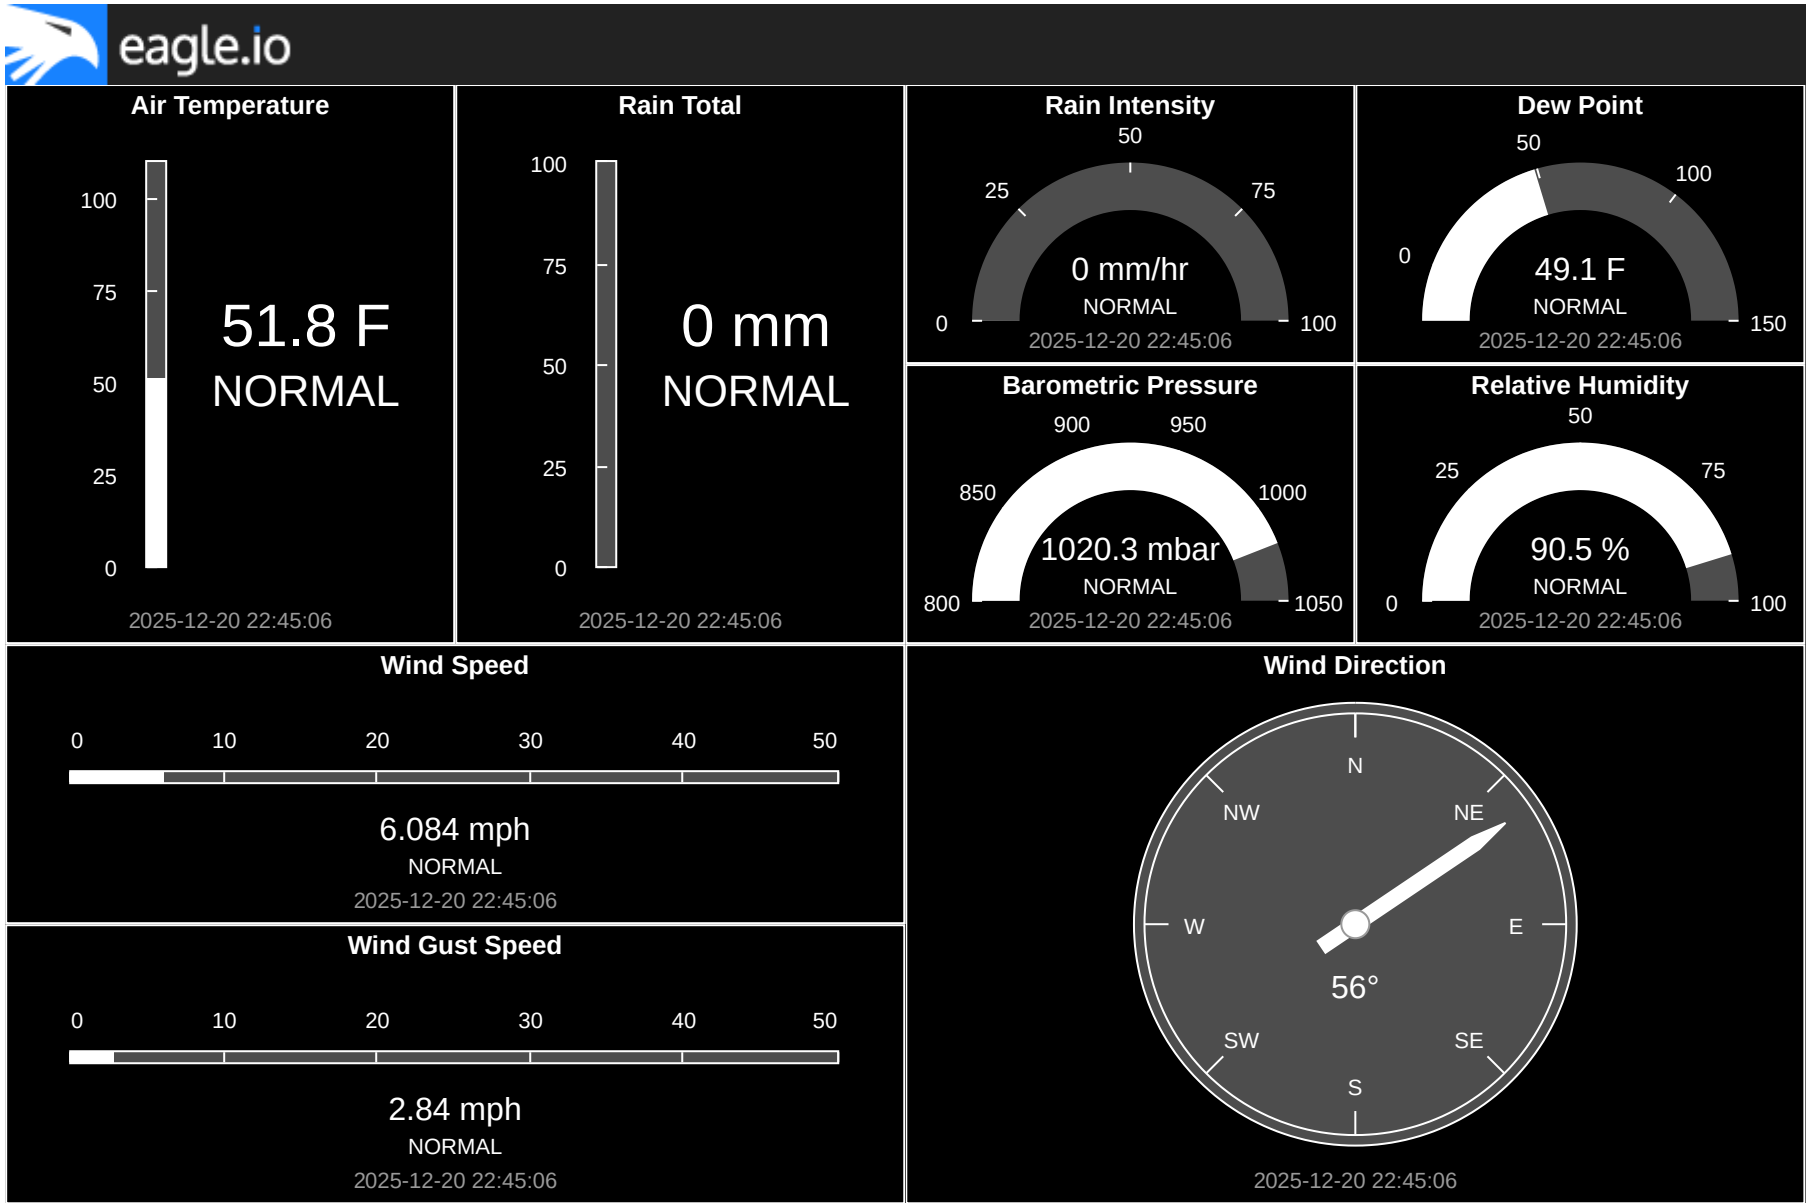 eagle.io
Air Temperature
100
75
50
25
0
51.8 F
NORMAL
2025-12-20 22:45:06
Rain Total
100
75
50
25
0
0 mm
NORMAL
2025-12-20 22:45:06
Rain Intensity
50
25
75
0
100
0 mm/hr
NORMAL
2025-12-20 22:45:06
Dew Point
50
100
0
150
49.1 F
NORMAL
2025-12-20 22:45:06
Barometric Pressure
900
950
850
1000
800
1050
1020.3 mbar
NORMAL
2025-12-20 22:45:06
Relative Humidity
50
25
75
0
100
90.5 %
NORMAL
2025-12-20 22:45:06
Wind Speed
0 10 20 30 40 50
6.084 mph
NORMAL
2025-12-20 22:45:06
Wind Gust Speed
0 10 20 30 40 50
2.84 mph
NORMAL
2025-12-20 22:45:06
Wind Direction
N
NW NE
W E
56°
SW SE
S
2025-12-20 22:45:06